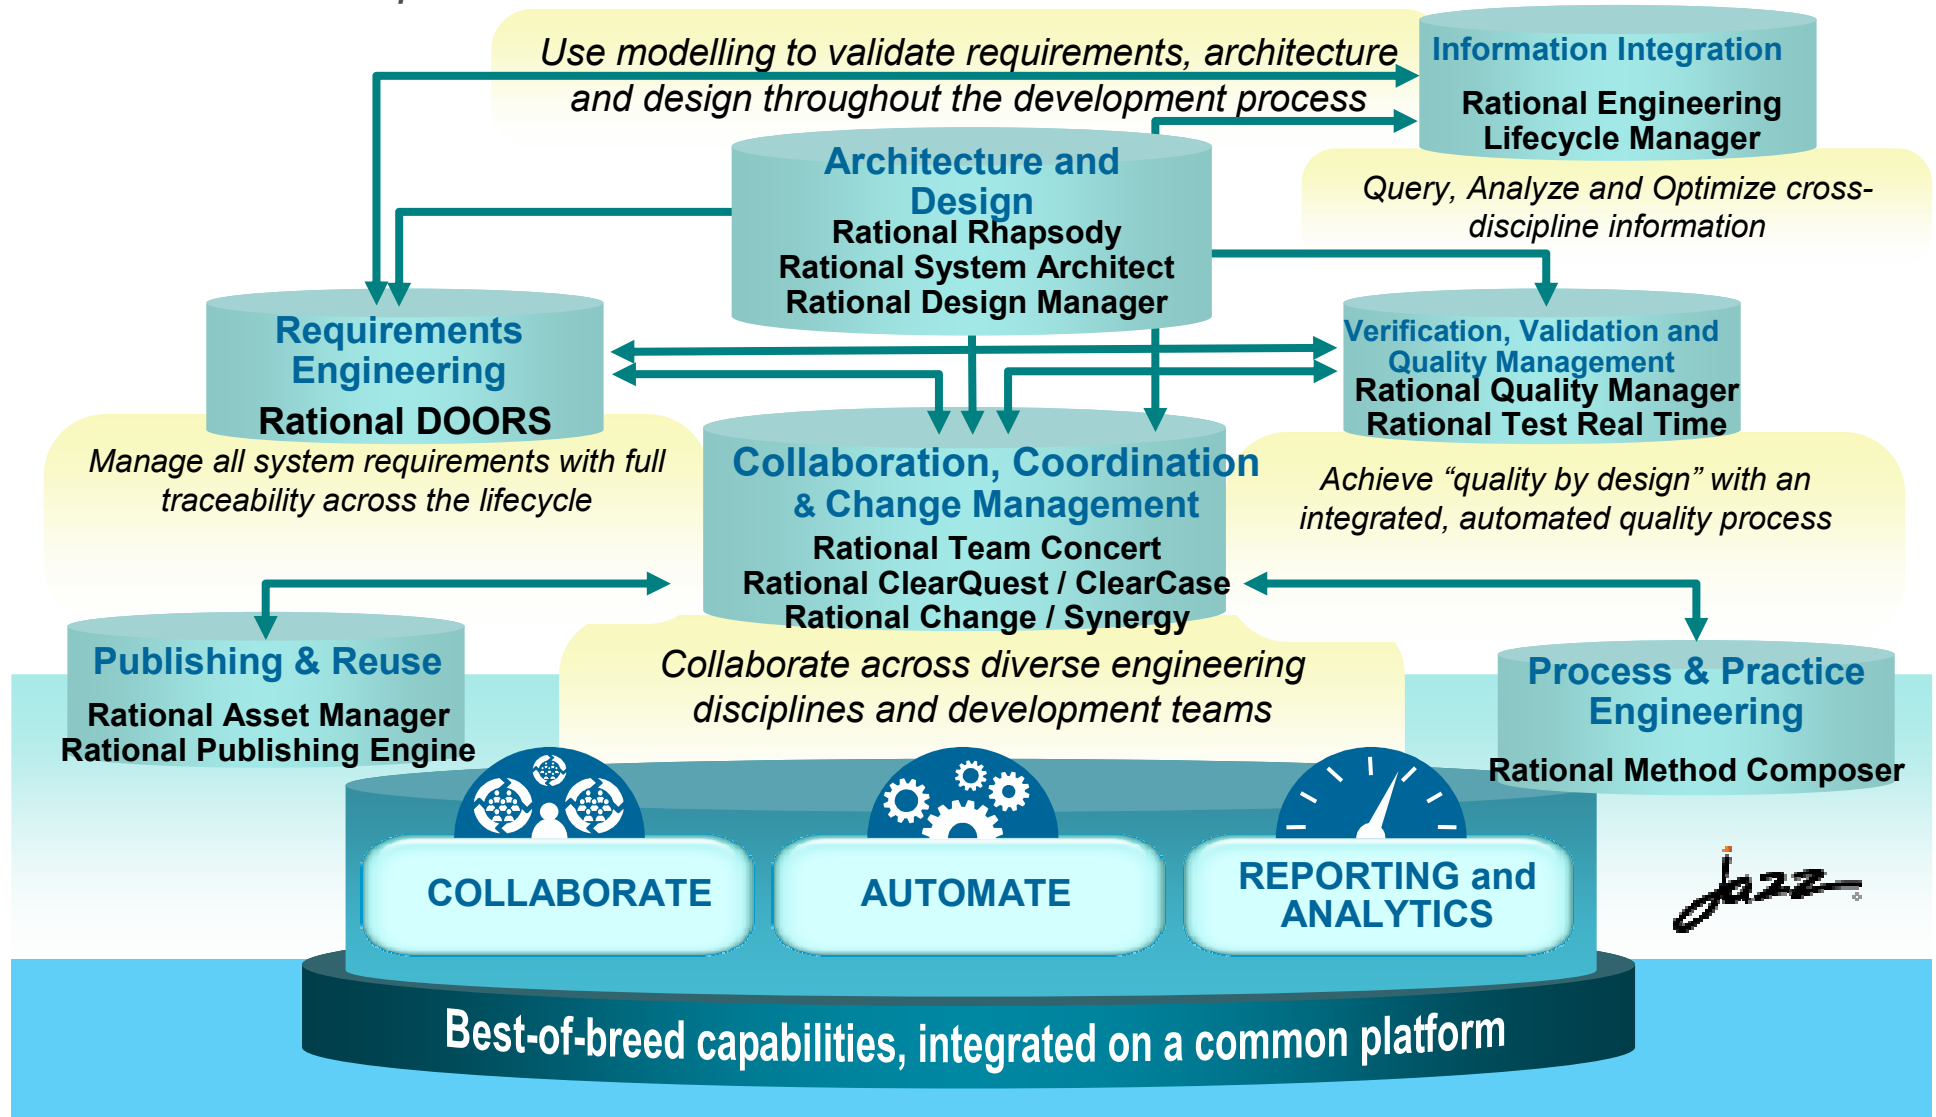 Use modelling to validate requirements, architecture
and design throughout the development process
Information Integration
Rational Engineering
Lifecycle Manager
Query, Analyze and Optimize cross-
discipline information
Architecture and
Design
Rational Rhapsody
Rational System Architect
Rational Design Manager
Requirements
Engineering
Rational DOORS
Manage all system requirements with full
traceability across the lifecycle
Verification, Validation and
Quality Management
Rational Quality Manager
Rational Test Real Time
Achieve “quality by design” with an
integrated, automated quality process
Collaboration, Coordination
& Change Management
Rational Team Concert
Rational ClearQuest / ClearCase
Rational Change / Synergy
Collaborate across diverse engineering
disciplines and development teams
Publishing & Reuse
Rational Asset Manager
Rational Publishing Engine
Process & Practice
Engineering
Rational Method Composer
COLLABORATE
AUTOMATE
REPORTING and
ANALYTICS
jazz
Best-of-breed capabilities, integrated on a common platform